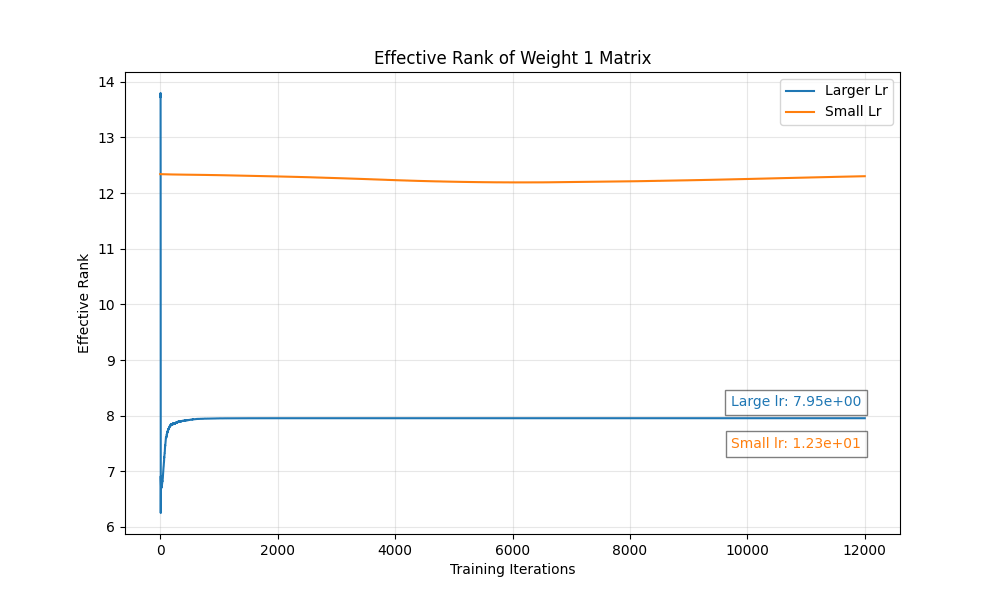 Effective Rank of Weight 1 Matrix
Larger Lr
Small Lr
Effective Rank
14
13
12
11
10
9
8
7
6
Large lr: 7.95e+00
Small lr: 1.23e+01
0
2000
4000
6000
8000
10000
12000
Training Iterations